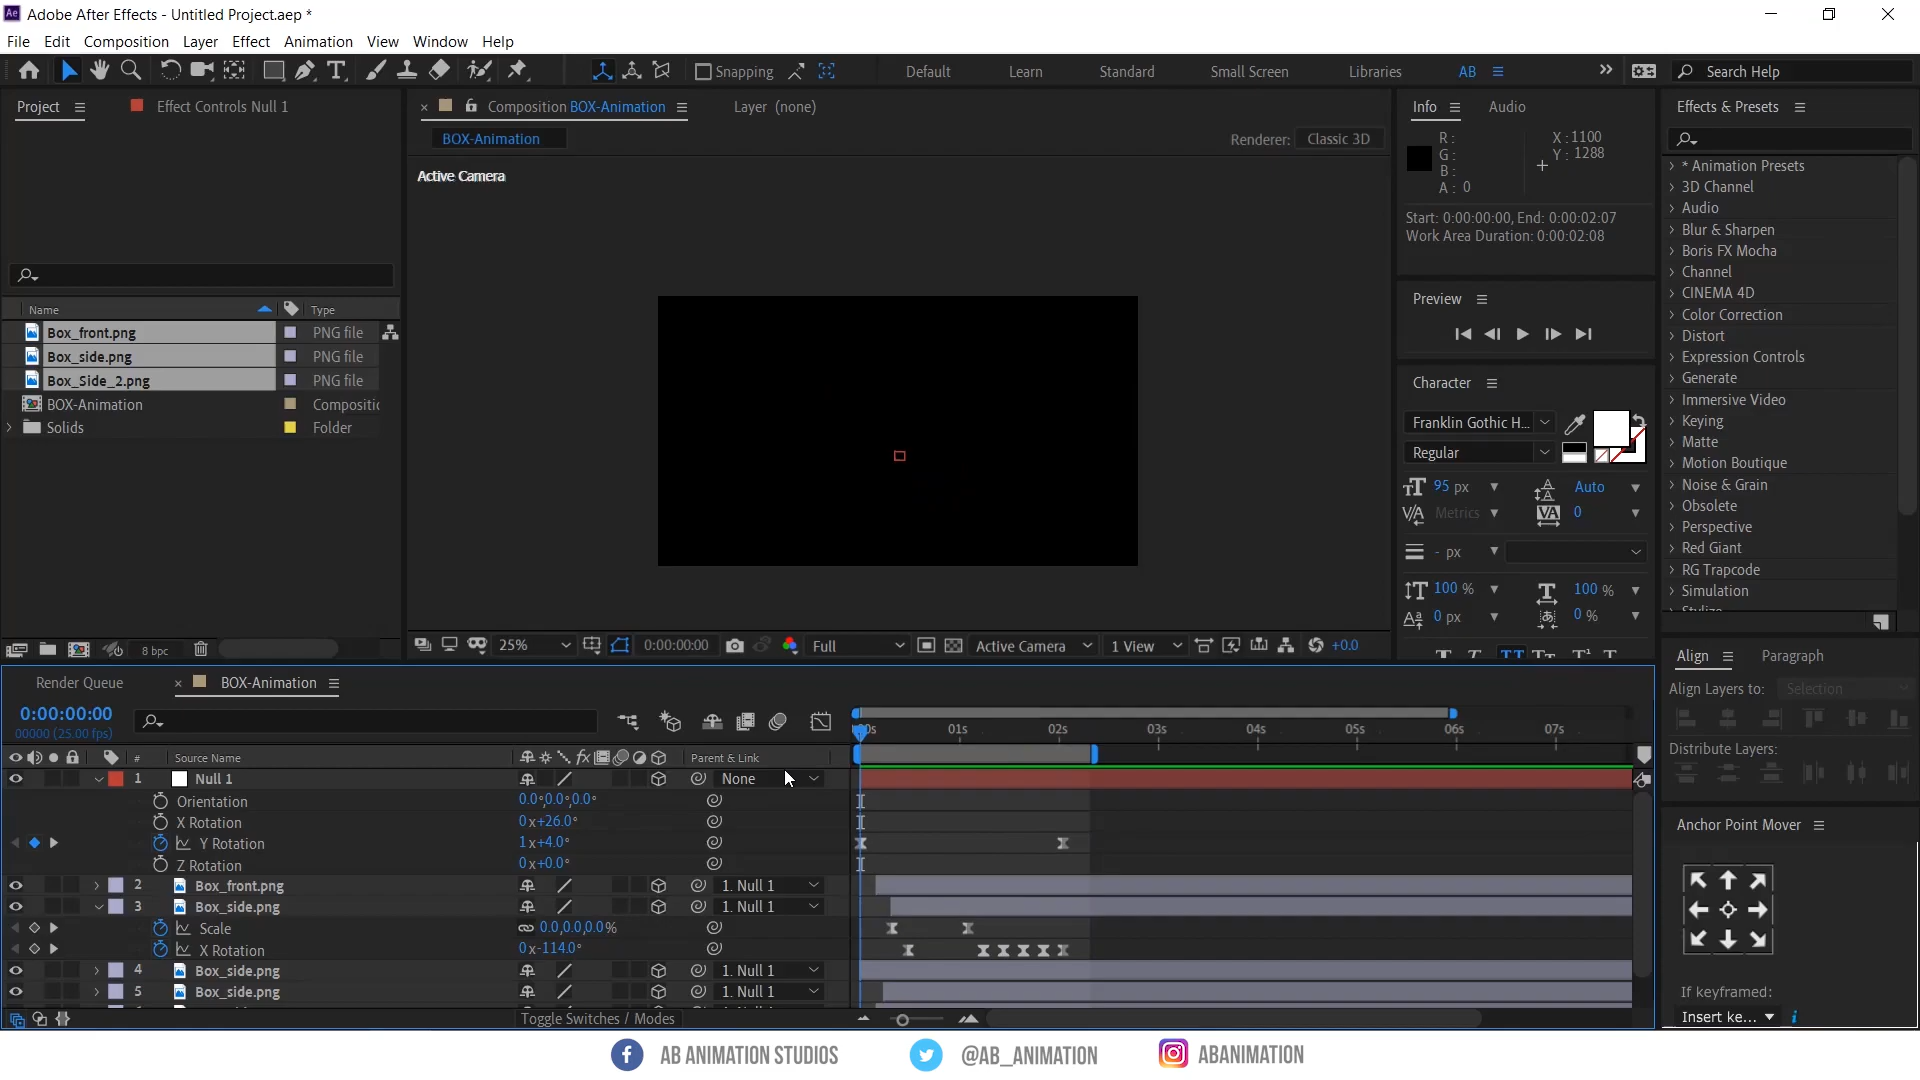 Ae Adobe After Effects - Untitled Project.aep *
File Edit Composition Layer Effect Animation View Window Help
Snapping Default Learn Standard Small Screen Libraries AB Search Help
Project Effect Controls Null 1
Composition BOX-Animation Layer (none)
BOX-Animation Renderer: Classic 3D
Active Camera
Name Type
Box_front.png PNG file
Box_side.png PNG file
Box_Side_2.png PNG file
BOX-Animation Compositic
Solids Folder
8 bpc
25% 0:00:00:00 Full Active Camera 1 View +0.0
Info Audio
R : X : 1100
G : Y : 1288
B :
A : 0
Start: 0:00:00:00, End: 0:00:02:07
Work Area Duration: 0:00:02:08
Preview
Character
Franklin Gothic H...
Regular
95 px Auto
Metrics 0
- px
100 % 100 %
0 px 0 %
Effects & Presets
* Animation Presets
3D Channel
Audio
Blur & Sharpen
Boris FX Mocha
Channel
CINEMA 4D
Color Correction
Distort
Expression Controls
Generate
Immersive Video
Keying
Matte
Motion Boutique
Noise & Grain
Obsolete
Perspective
Red Giant
RG Trapcode
Simulation
Stylize
Align Paragraph
Align Layers to: Selection
Distribute Layers:
Anchor Point Mover
If keyframed:
Insert ke...
Render Queue BOX-Animation
0:00:00:00
00000 (25.00 fps)
:00s 01s 02s 03s 04s 05s 06s 07s
# Source Name fx Parent & Link
1 Null 1 None
Orientation 0.0°,0.0°,0.0°
X Rotation 0x+26.0°
Y Rotation 1x+4.0°
Z Rotation 0x+0.0°
2 Box_front.png 1. Null 1
3 Box_side.png 1. Null 1
Scale 0.0,0.0,0.0%
X Rotation 0x-114.0°
4 Box_side.png 1. Null 1
5 Box_side.png 1. Null 1
Toggle Switches / Modes
AB ANIMATION STUDIOS @AB_ANIMATION ABANIMATION